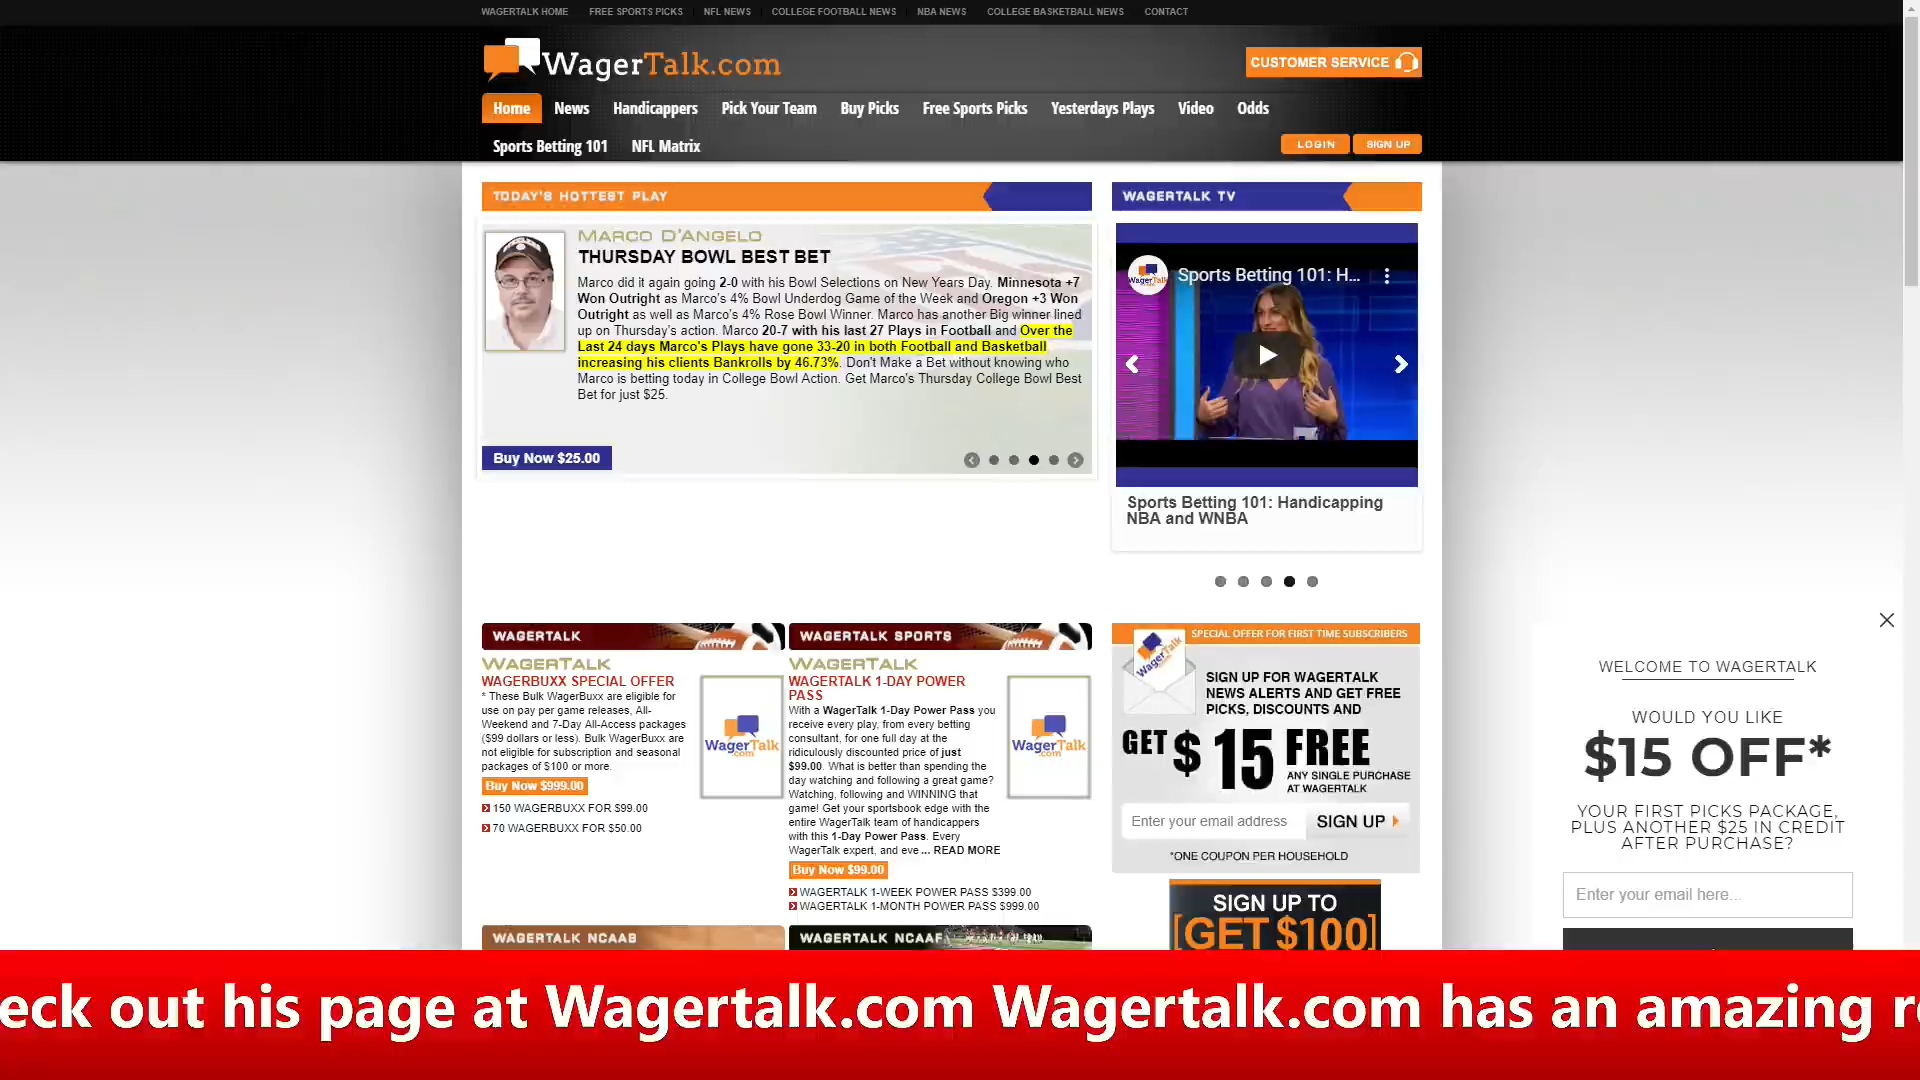 WAGERTALK HOME FREE SPORTS PICKS NFL NEWS COLLEGE FOOTBALL NEWS NBA NEWS COLLEGE BASKETBALL NEWS CONTACT
WagerTalk.com
CUSTOMER SERVICE
Home News Handicappers Pick Your Team Buy Picks Free Sports Picks Yesterdays Plays Video Odds
Sports Betting 101 NFL Matrix
LOGIN SIGN UP
TODAY'S HOTTEST PLAY
MARCO D'ANGELO
THURSDAY BOWL BEST BET
Marco did it again going 2-0 with his Bowl Selections on New Years Day. Minnesota +7
Won Outright as Marco's 4% Bowl Underdog Game of the Week and Oregon +3 Won
Outright as well as Marco's 4% Rose Bowl Winner. Marco has another Big winner lined
up on Thursday's action. Marco 20-7 with his last 27 Plays in Football and Over the
Last 24 days Marco's Plays have gone 33-20 in both Football and Basketball
increasing his clients Bankrolls by 46.73%. Don't Make a Bet without knowing who
Marco is betting today in College Bowl Action. Get Marco's Thursday College Bowl Best
Bet for just $25.
Buy Now $25.00
WAGERTALK TV
WagerTalk
Sports Betting 101: H...
Sports Betting 101: Handicapping
NBA and WNBA
WAGERTALK
WAGERTALK
WAGERBUXX SPECIAL OFFER
* These Bulk WagerBuxx are eligible for
use on pay per game releases, All-
Weekend and 7-Day All-Access packages
($99 dollars or less). Bulk WagerBuxx are
not eligible for subscription and seasonal
packages of $100 or more.
Buy Now $999.00
150 WAGERBUXX FOR $99.00
70 WAGERBUXX FOR $50.00
WagerTalk
.com
WAGERTALK SPORTS
WAGERTALK
WAGERTALK 1-DAY POWER
PASS
With a WagerTalk 1-Day Power Pass you
receive every play, from every betting
consultant, for one full day at the
ridiculously discounted price of just
$99.00. What is better than spending the
day watching and following a great game?
Watching, following and WINNING that
game! Get your sportsbook edge with the
entire WagerTalk team of handicappers
with this 1-Day Power Pass. Every
WagerTalk expert, and eve... READ MORE
Buy Now $99.00
WAGERTALK 1-WEEK POWER PASS $399.00
WAGERTALK 1-MONTH POWER PASS $999.00
WagerTalk
.com
SPECIAL OFFER FOR FIRST TIME SUBSCRIBERS
WagerTalk
SIGN UP FOR WAGERTALK
NEWS ALERTS AND GET FREE
PICKS, DISCOUNTS AND
GET $15 FREE
ANY SINGLE PURCHASE
AT WAGERTALK
Enter your email address SIGN UP
*ONE COUPON PER HOUSEHOLD
SIGN UP TO
[GET $100]
WAGERTALK NCAAB
WAGERTALK NCAAF
WELCOME TO WAGERTALK
WOULD YOU LIKE
$15 OFF*
YOUR FIRST PICKS PACKAGE,
PLUS ANOTHER $25 IN CREDIT
AFTER PURCHASE?
Enter your email here...
eck out his page at Wagertalk.com Wagertalk.com has an amazing r